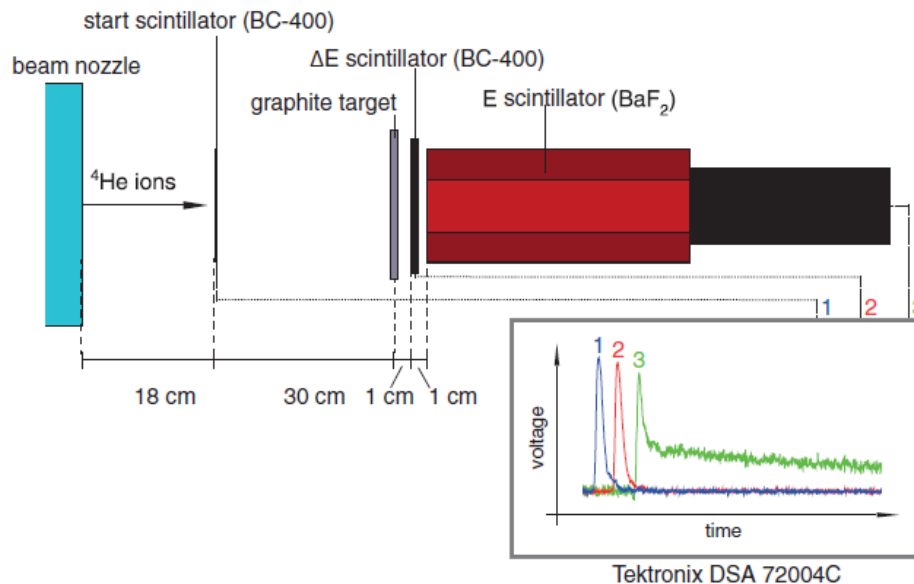 start scintillator (BC-400)
beam nozzle
ΔE scintillator (BC-400)
graphite target
E scintillator (BaF₂)
⁴He ions
1 2 3
18 cm 30 cm 1 cm 1 cm
1 2 3
voltage
time
Tektronix DSA 72004C